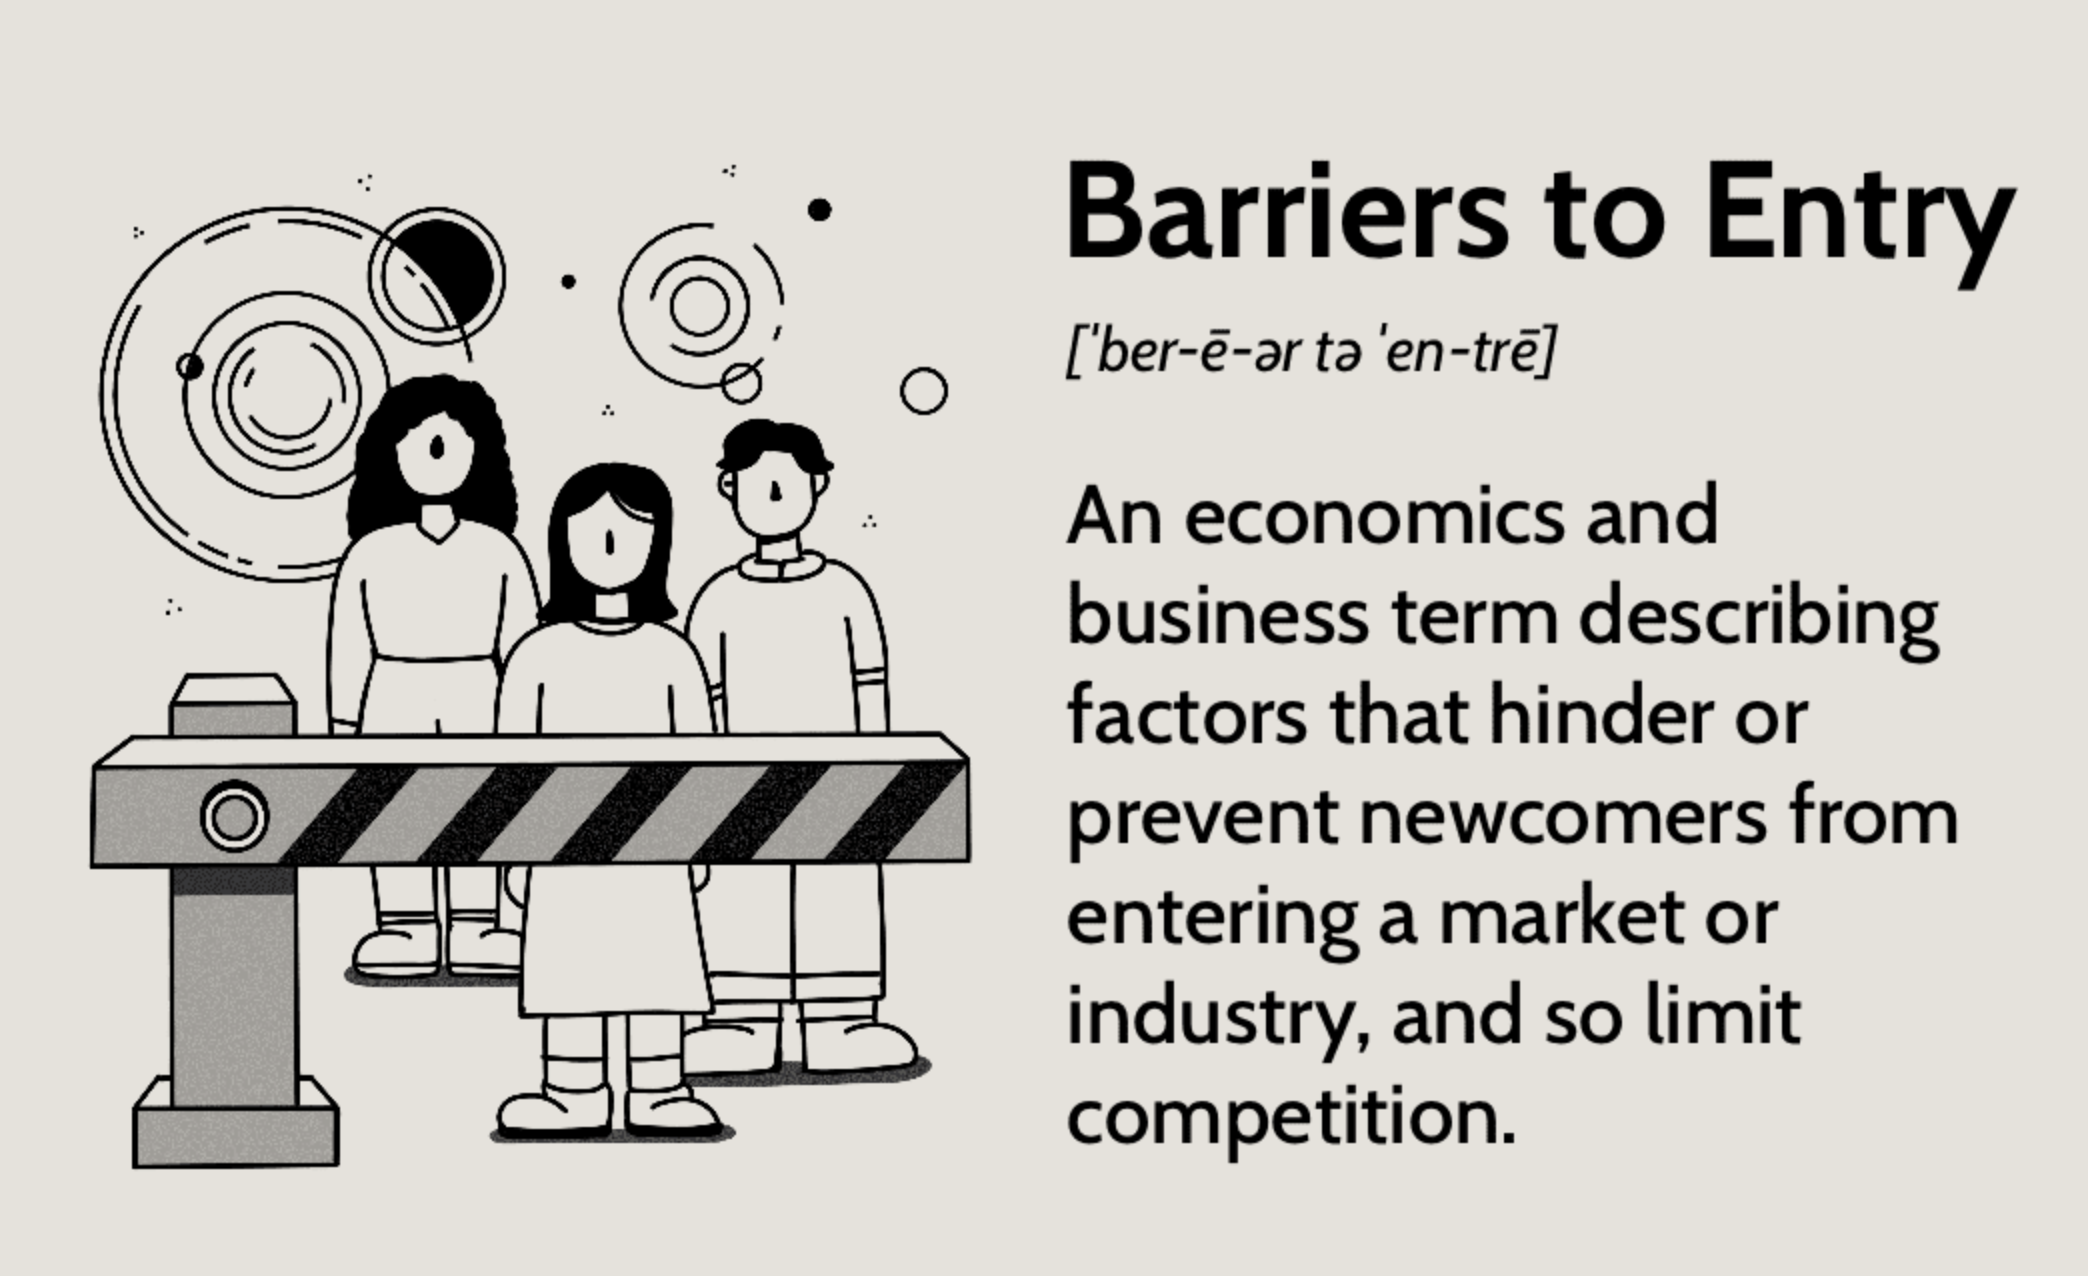 Barriers to Entry
[ˈber-ē-ər tə ˈen-trē]
An economics and
business term describing
factors that hinder or
prevent newcomers from
entering a market or
industry, and so limit
competition.